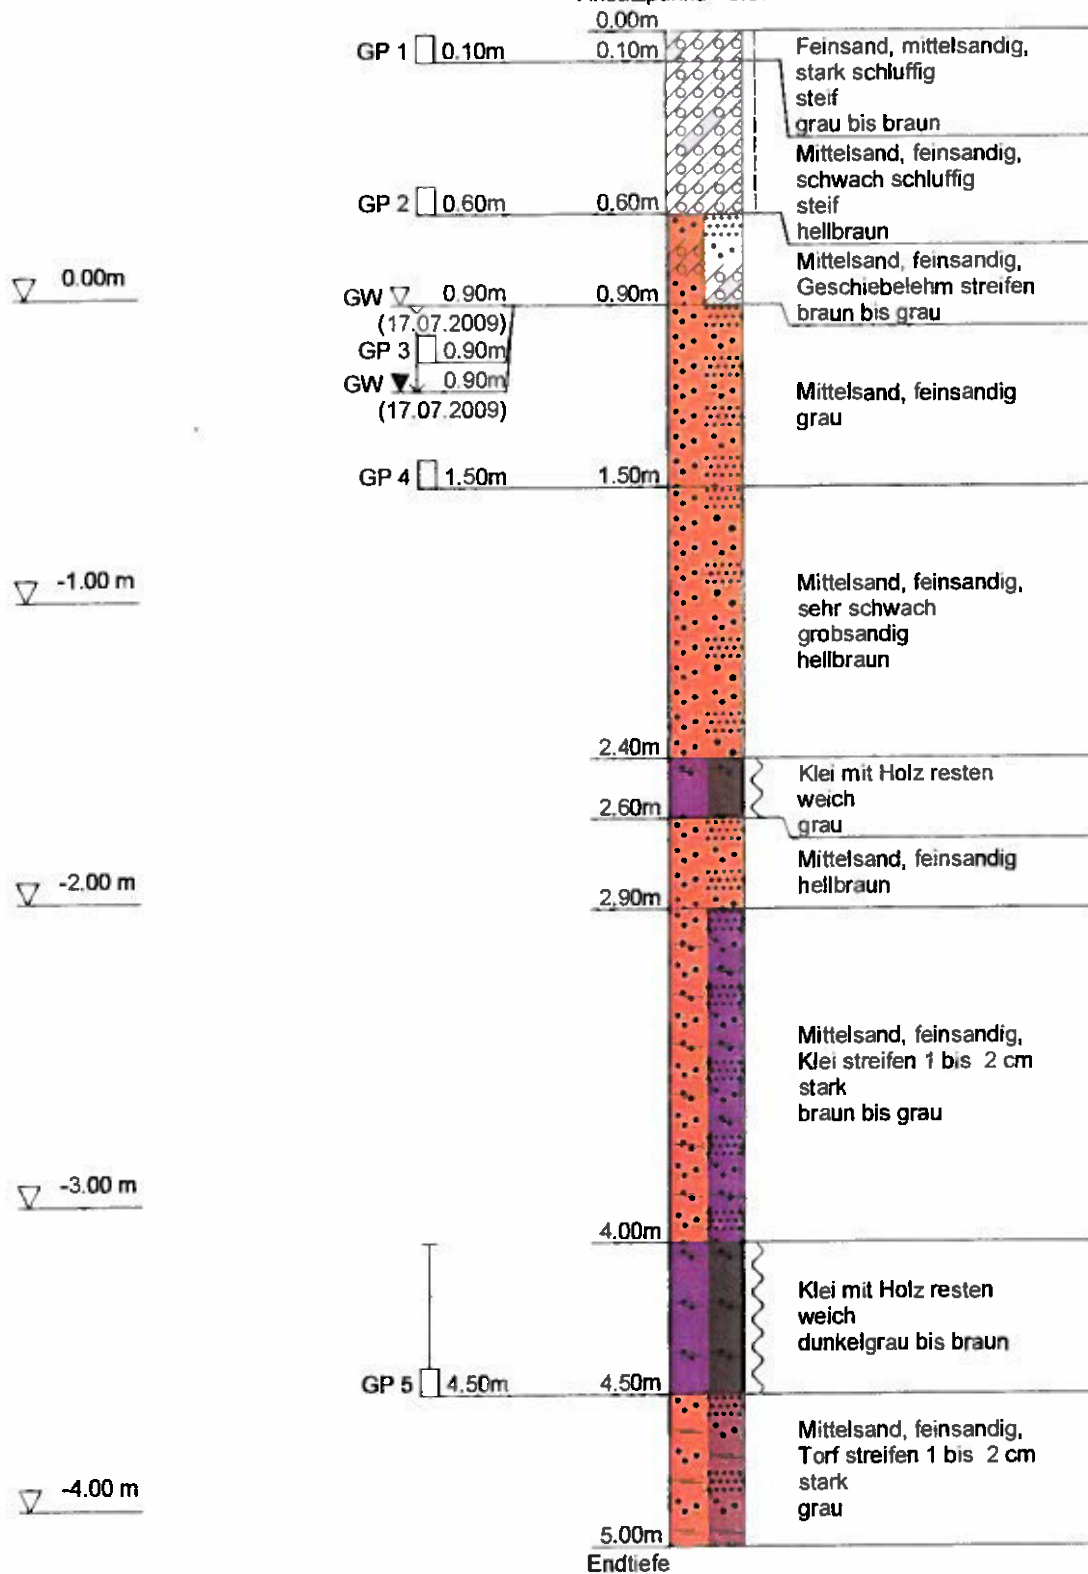 0.00m
GP 1 0.10m 0.10m
Feinsand, mittelsandig,
stark schluffig
steif
grau bis braun
Mittelsand, feinsandig,
schwach schluffig
steif
hellbraun
GP 2 0.60m 0.60m
Mittelsand, feinsandig,
Geschiebelehm streifen
braun bis grau
0.00m
GW 0.90m 0.90m
(17.07.2009)
GP 3 0.90m
GW 0.90m
(17.07.2009)
Mittelsand, feinsandig
grau
GP 4 1.50m 1.50m
-1.00 m
Mittelsand, feinsandig,
sehr schwach
grobsandig
hellbraun
2.40m
Klei mit Holz resten
weich
grau
2.60m
Mittelsand, feinsandig
hellbraun
-2.00 m
2.90m
Mittelsand, feinsandig,
Klei streifen 1 bis 2 cm
stark
braun bis grau
-3.00 m
4.00m
Klei mit Holz resten
weich
dunkelgrau bis braun
GP 5 4.50m 4.50m
Mittelsand, feinsandig,
Torf streifen 1 bis 2 cm
stark
grau
-4.00 m
5.00m
Endtiefe